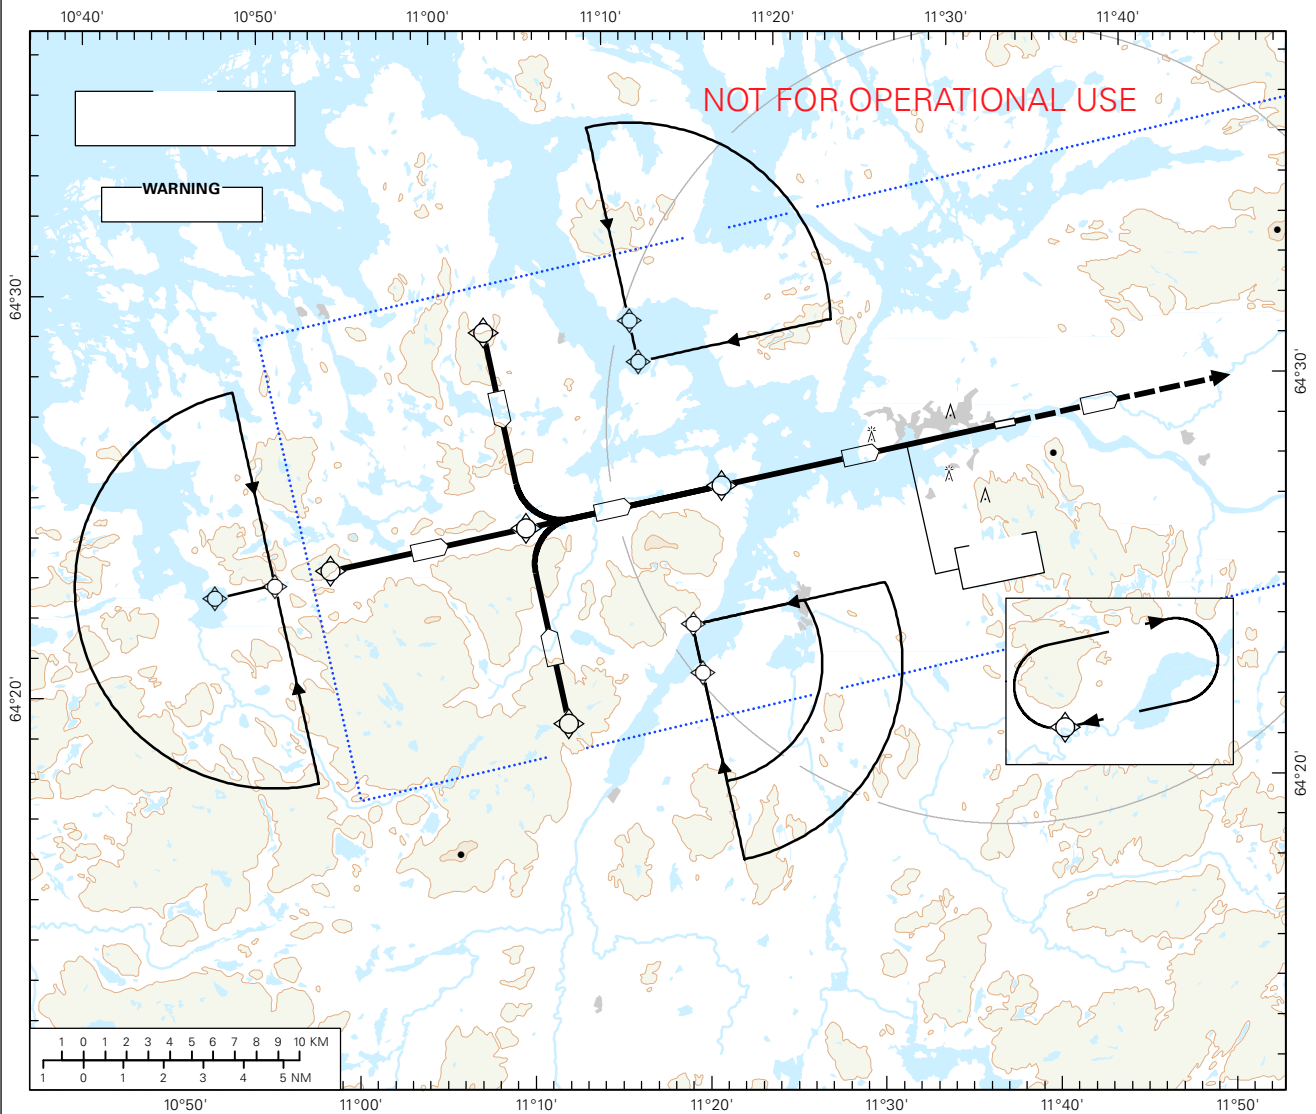 10°40' 10°50' 11°00' 11°10' 11°20' 11°30' 11°40'
NOT FOR OPERATIONAL USE
WARNING
64°30'
64°30'
64°20'
64°20'
1 0 1 2 3 4 5 6 7 8 9 10 KM
1 0 1 2 3 4 5 NM
10°50' 11°00' 11°10' 11°20' 11°30' 11°40' 11°50'